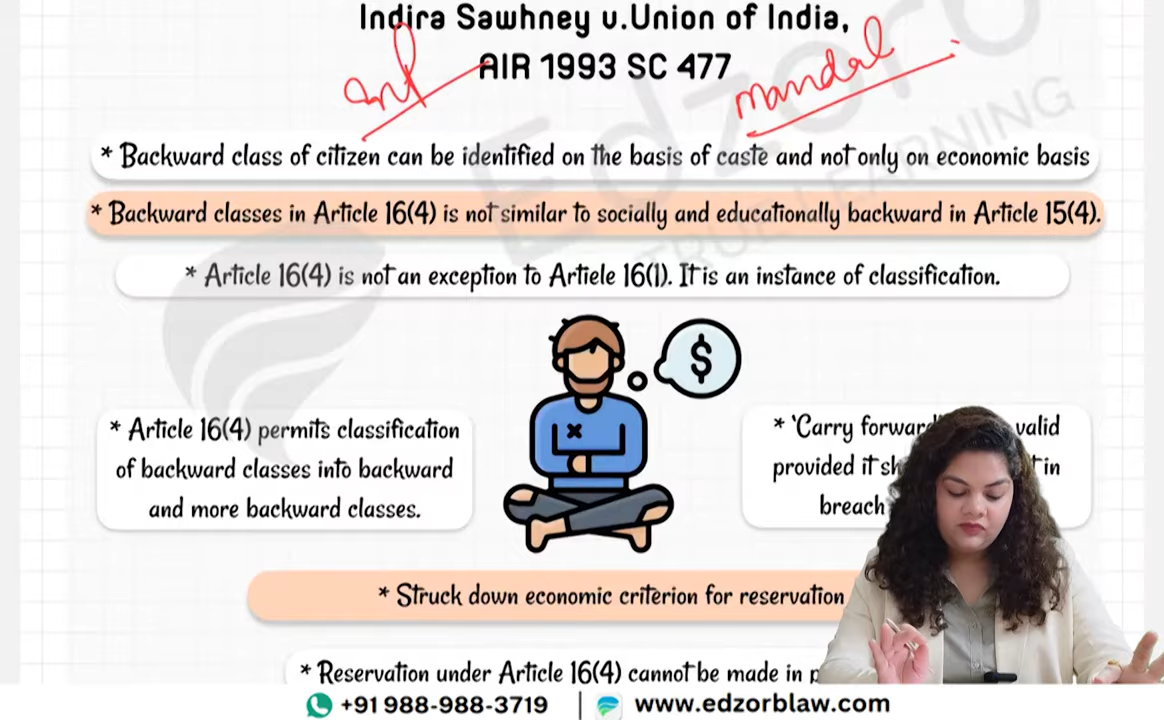 Indira Sawhney v.Union of India,
AIR 1993 SC 477
mandal
* Backward class of citizen can be identified on the basis of caste and not only on economic basis
* Backward classes in Article 16(4) is not similar to socially and educationally backward in Article 15(4).
* Article 16(4) is not an exception to Artiele 16(1). It is an instance of classification.
* Article 16(4) permits classification
of backward classes into backward
and more backward classes.
$
* 'Carry forward valid
provided it in
breach
* Struck down economic criterion for reservation
* Reservation under Article 16(4) cannot be made in
+91 988-988-3719 | www.edzorblaw.com
Edzorb
TRUE LEARNING